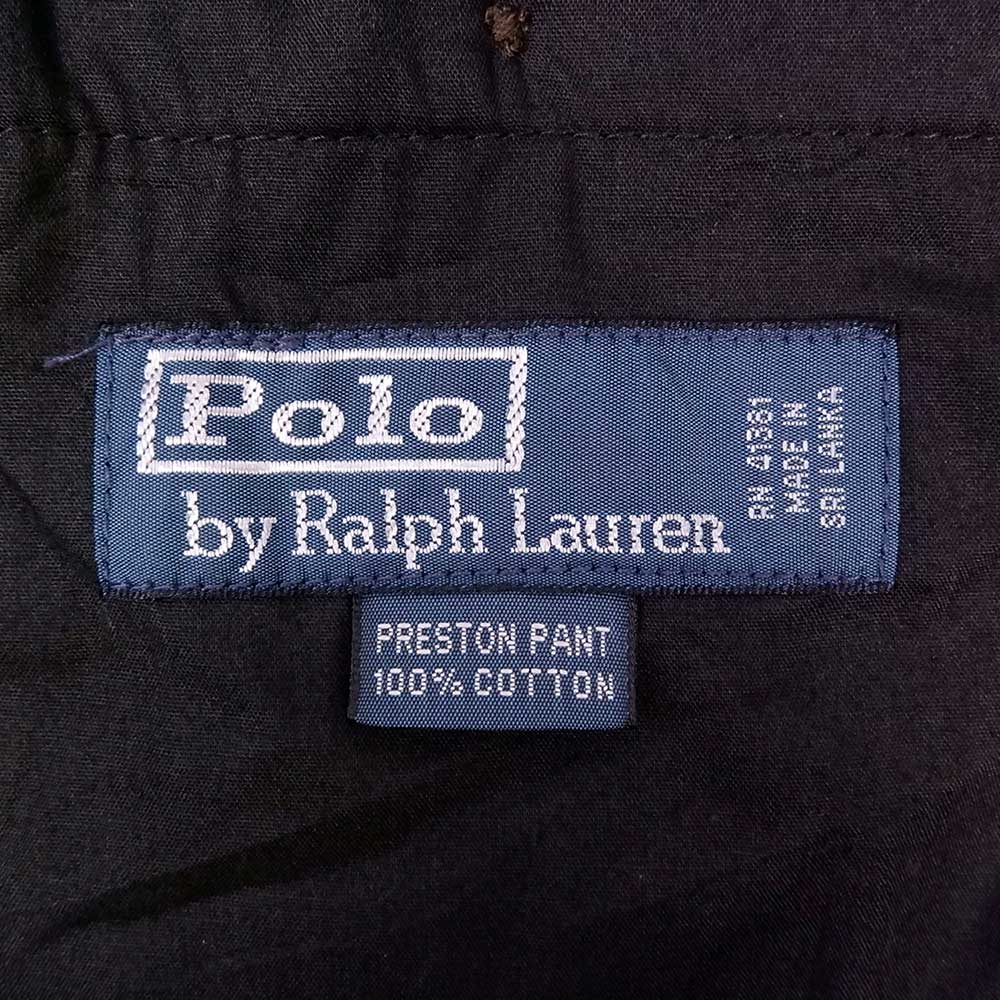 Polo
by Ralph Lauren
RN 41381
MADE IN
SRI LANKA
PRESTON PANT
100% COTTON